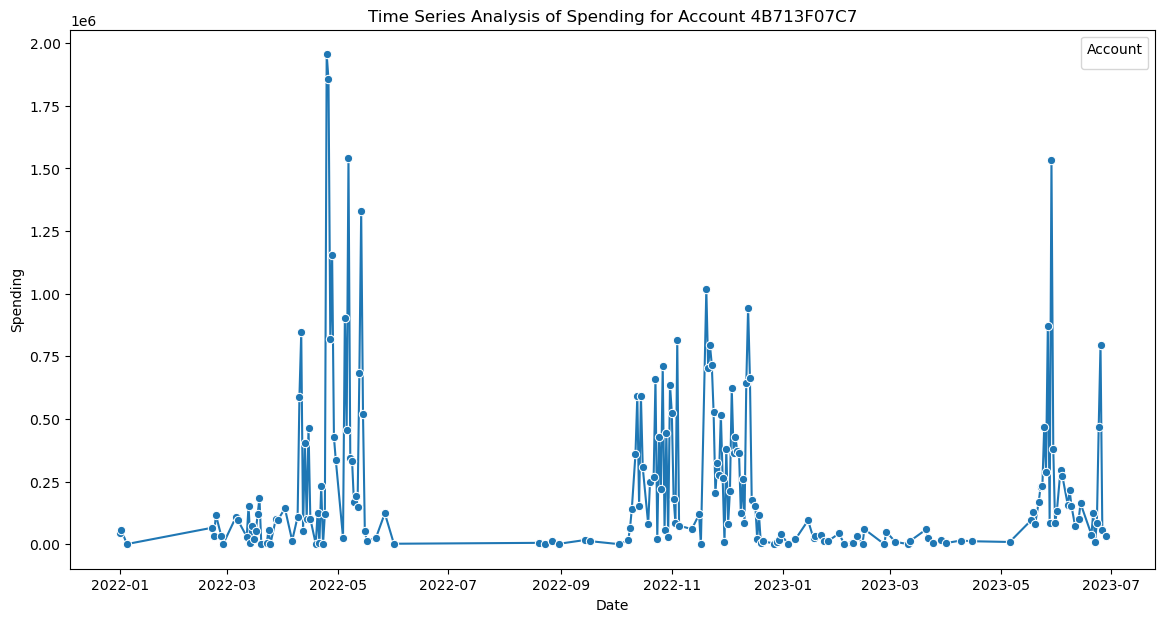 Time Series Analysis of Spending for Account 4B713F07C7
1e6
Account
2.00
1.75
1.50
1.25
1.00
0.75
0.50
0.25
0.00
Spending
2022-01 2022-03 2022-05 2022-07 2022-09 2022-11 2023-01 2023-03 2023-05 2023-07
Date